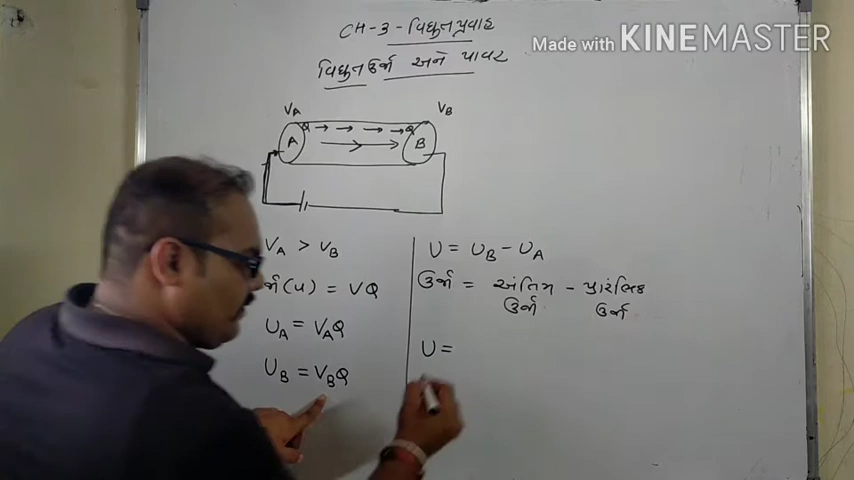 CH-3-વિદ્યુતપ્રવાહ
Made with KINEMASTER
વિદ્યુતઉર્જા અને પાવર
VA VB
Q → → → → Q
A B
VA > VB
(U) = VQ
UA = VAQ
UB = VBQ
U = UB - UA
ઉર્જા = અંતિમ - પ્રારંભિક
ઉર્જા ઉર્જા
U =